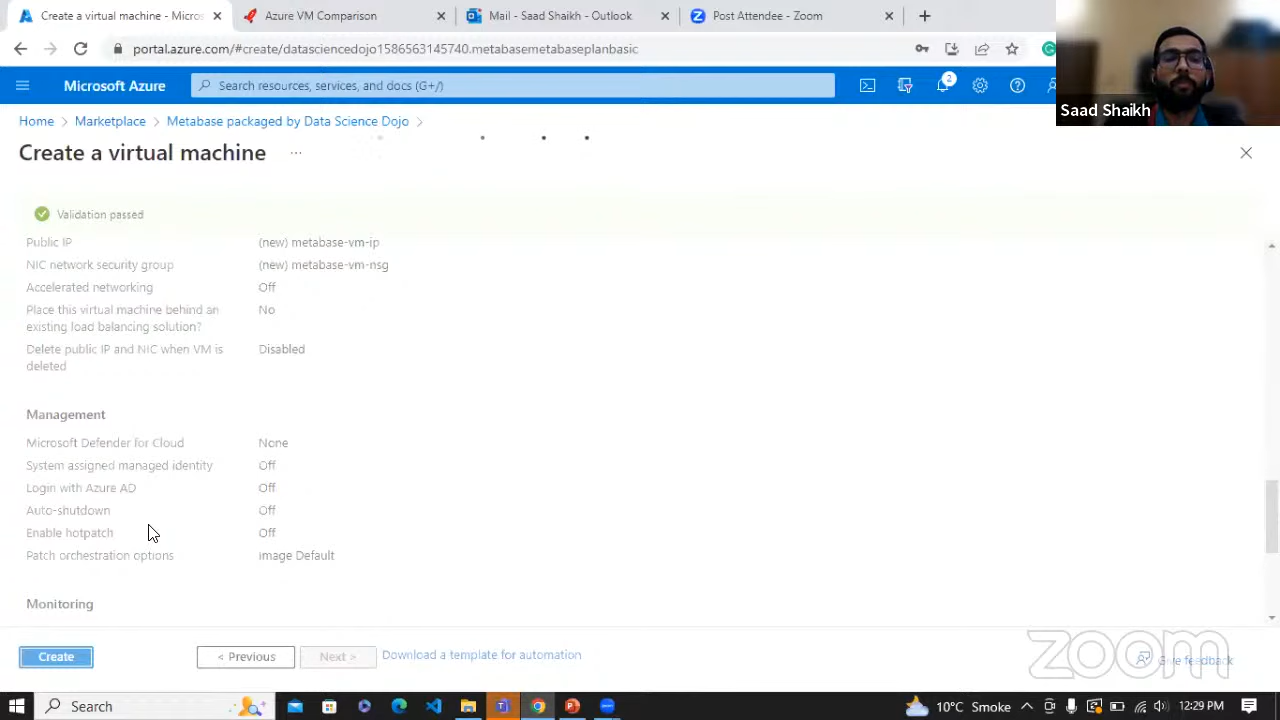 Create a virtual machine - Micros
Azure VM Comparison
Mail - Saad Shaikh - Outlook
Post Attendee - Zoom
portal.azure.com/#create/datasciencedojo1586563145740.metabasemetabaseplanbasic
Microsoft Azure
Search resources, services, and docs (G+/)
2
Saad Shaikh
Home > Marketplace > Metabase packaged by Data Science Dojo >
Create a virtual machine ...
Validation passed
Public IP (new) metabase-vm-ip
NIC network security group (new) metabase-vm-nsg
Accelerated networking Off
Place this virtual machine behind an No
existing load balancing solution?
Delete public IP and NIC when VM is Disabled
deleted
Management
Microsoft Defender for Cloud None
System assigned managed identity Off
Login with Azure AD Off
Auto-shutdown Off
Enable hotpatch Off
Patch orchestration options image Default
Monitoring
Create
< Previous
Next >
Download a template for automation
zoom
Give feedback
Search
10°C Smoke
12:29 PM